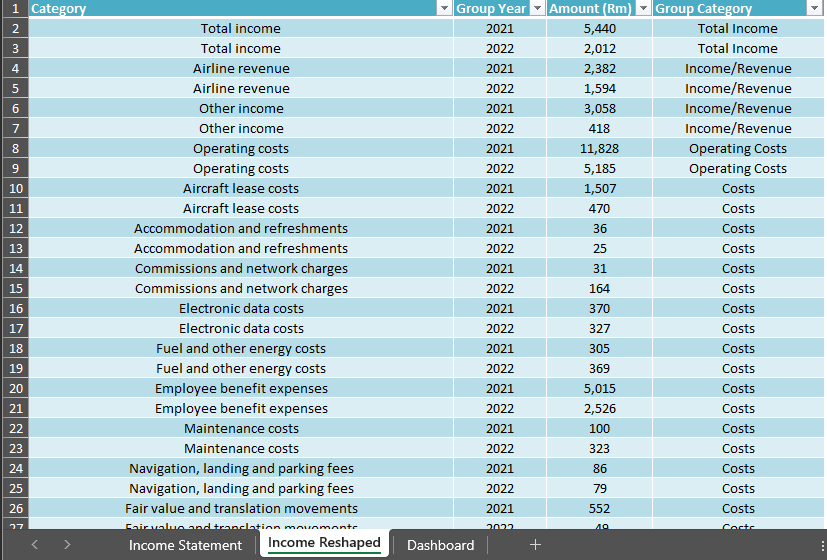 1 Category Group Year Amount (Rm) Group Category
2 Total income 2021 5,440 Total Income
3 Total income 2022 2,012 Total Income
4 Airline revenue 2021 2,382 Income/Revenue
5 Airline revenue 2022 1,594 Income/Revenue
6 Other income 2021 3,058 Income/Revenue
7 Other income 2022 418 Income/Revenue
8 Operating costs 2021 11,828 Operating Costs
9 Operating costs 2022 5,185 Operating Costs
10 Aircraft lease costs 2021 1,507 Costs
11 Aircraft lease costs 2022 470 Costs
12 Accommodation and refreshments 2021 36 Costs
13 Accommodation and refreshments 2022 25 Costs
14 Commissions and network charges 2021 31 Costs
15 Commissions and network charges 2022 164 Costs
16 Electronic data costs 2021 370 Costs
17 Electronic data costs 2022 327 Costs
18 Fuel and other energy costs 2021 305 Costs
19 Fuel and other energy costs 2022 369 Costs
20 Employee benefit expenses 2021 5,015 Costs
21 Employee benefit expenses 2022 2,526 Costs
22 Maintenance costs 2021 100 Costs
23 Maintenance costs 2022 323 Costs
24 Navigation, landing and parking fees 2021 86 Costs
25 Navigation, landing and parking fees 2022 79 Costs
26 Fair value and translation movements 2021 552 Costs
27 Fair value and translation movements 2022 49 Costs
Income Statement Income Reshaped Dashboard